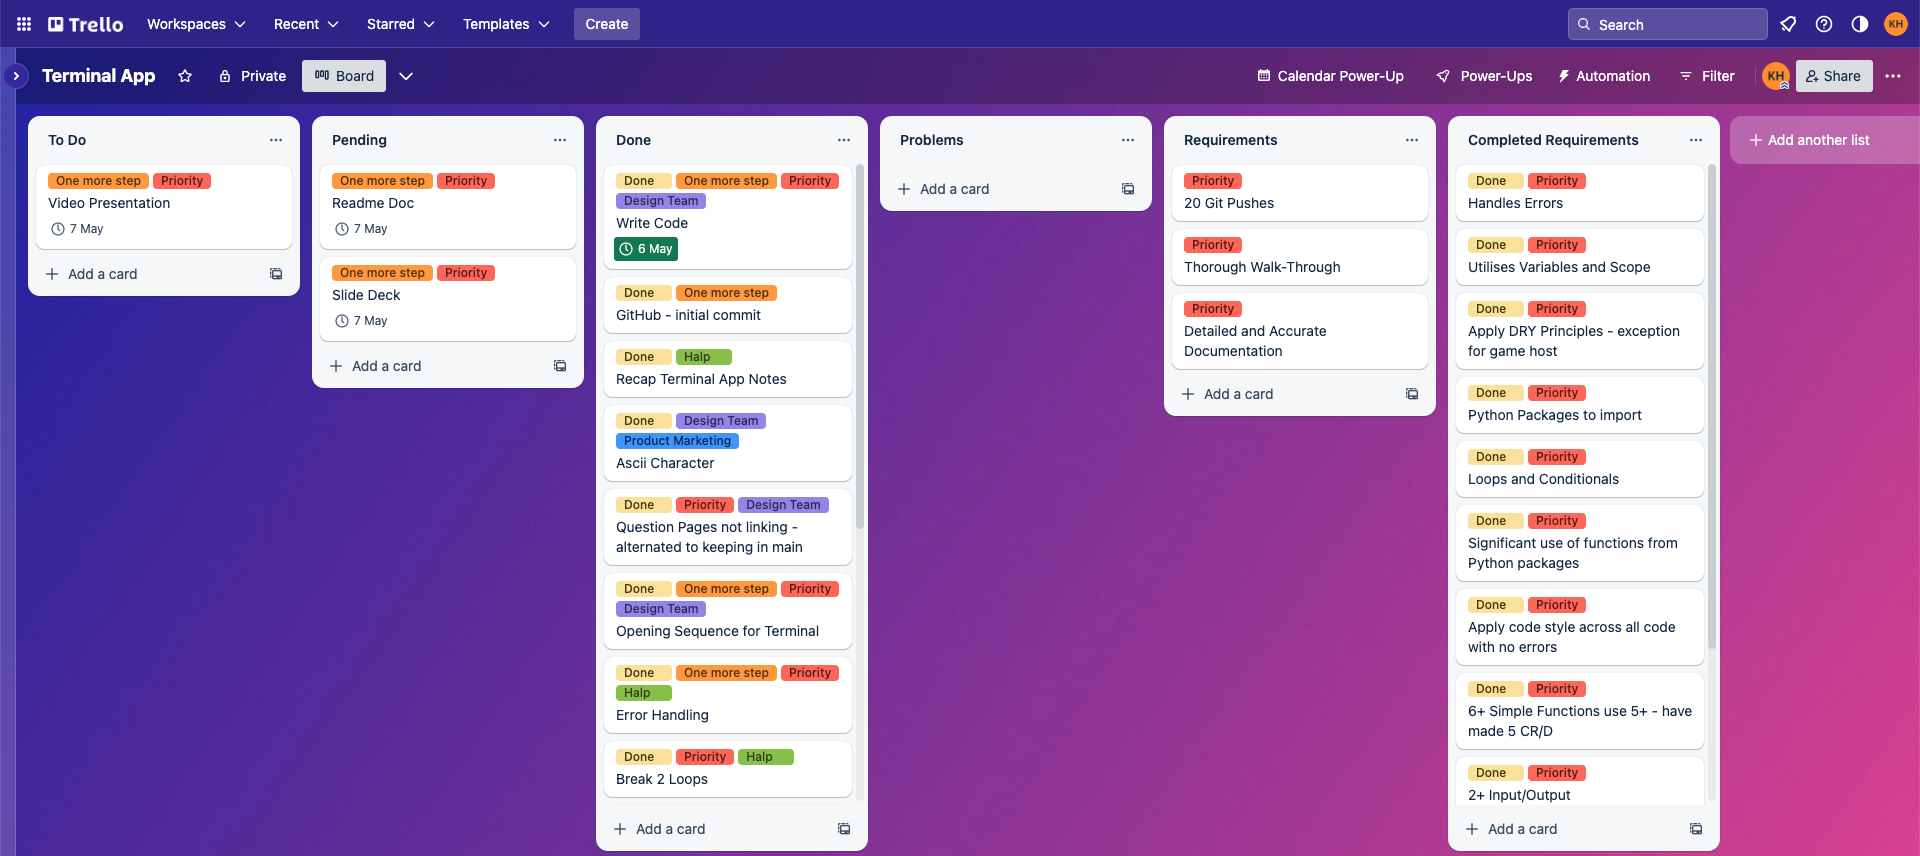 Trello
Workspaces
Recent
Starred
Templates
Create
Search
KH
Terminal App
Private
Board
Calendar Power-Up
Power-Ups
Automation
Filter
KH
Share
To Do
One more step Priority
Video Presentation
7 May
Add a card
Pending
One more step Priority
Readme Doc
7 May
One more step Priority
Slide Deck
7 May
Add a card
Done
Done One more step Priority
Design Team
Write Code
6 May
Done One more step
GitHub - initial commit
Done Halp
Recap Terminal App Notes
Done Design Team
Product Marketing
Ascii Character
Done Priority Design Team
Question Pages not linking -
alternated to keeping in main
Done One more step Priority
Design Team
Opening Sequence for Terminal
Done One more step Priority
Halp
Error Handling
Done Priority Halp
Break 2 Loops
Add a card
Problems
Add a card
Requirements
Priority
20 Git Pushes
Priority
Thorough Walk-Through
Priority
Detailed and Accurate
Documentation
Add a card
Completed Requirements
Done Priority
Handles Errors
Done Priority
Utilises Variables and Scope
Done Priority
Apply DRY Principles - exception
for game host
Done Priority
Python Packages to import
Done Priority
Loops and Conditionals
Done Priority
Significant use of functions from
Python packages
Done Priority
Apply code style across all code
with no errors
Done Priority
6+ Simple Functions use 5+ - have
made 5 CR/D
Done Priority
2+ Input/Output
Add a card
Add another list